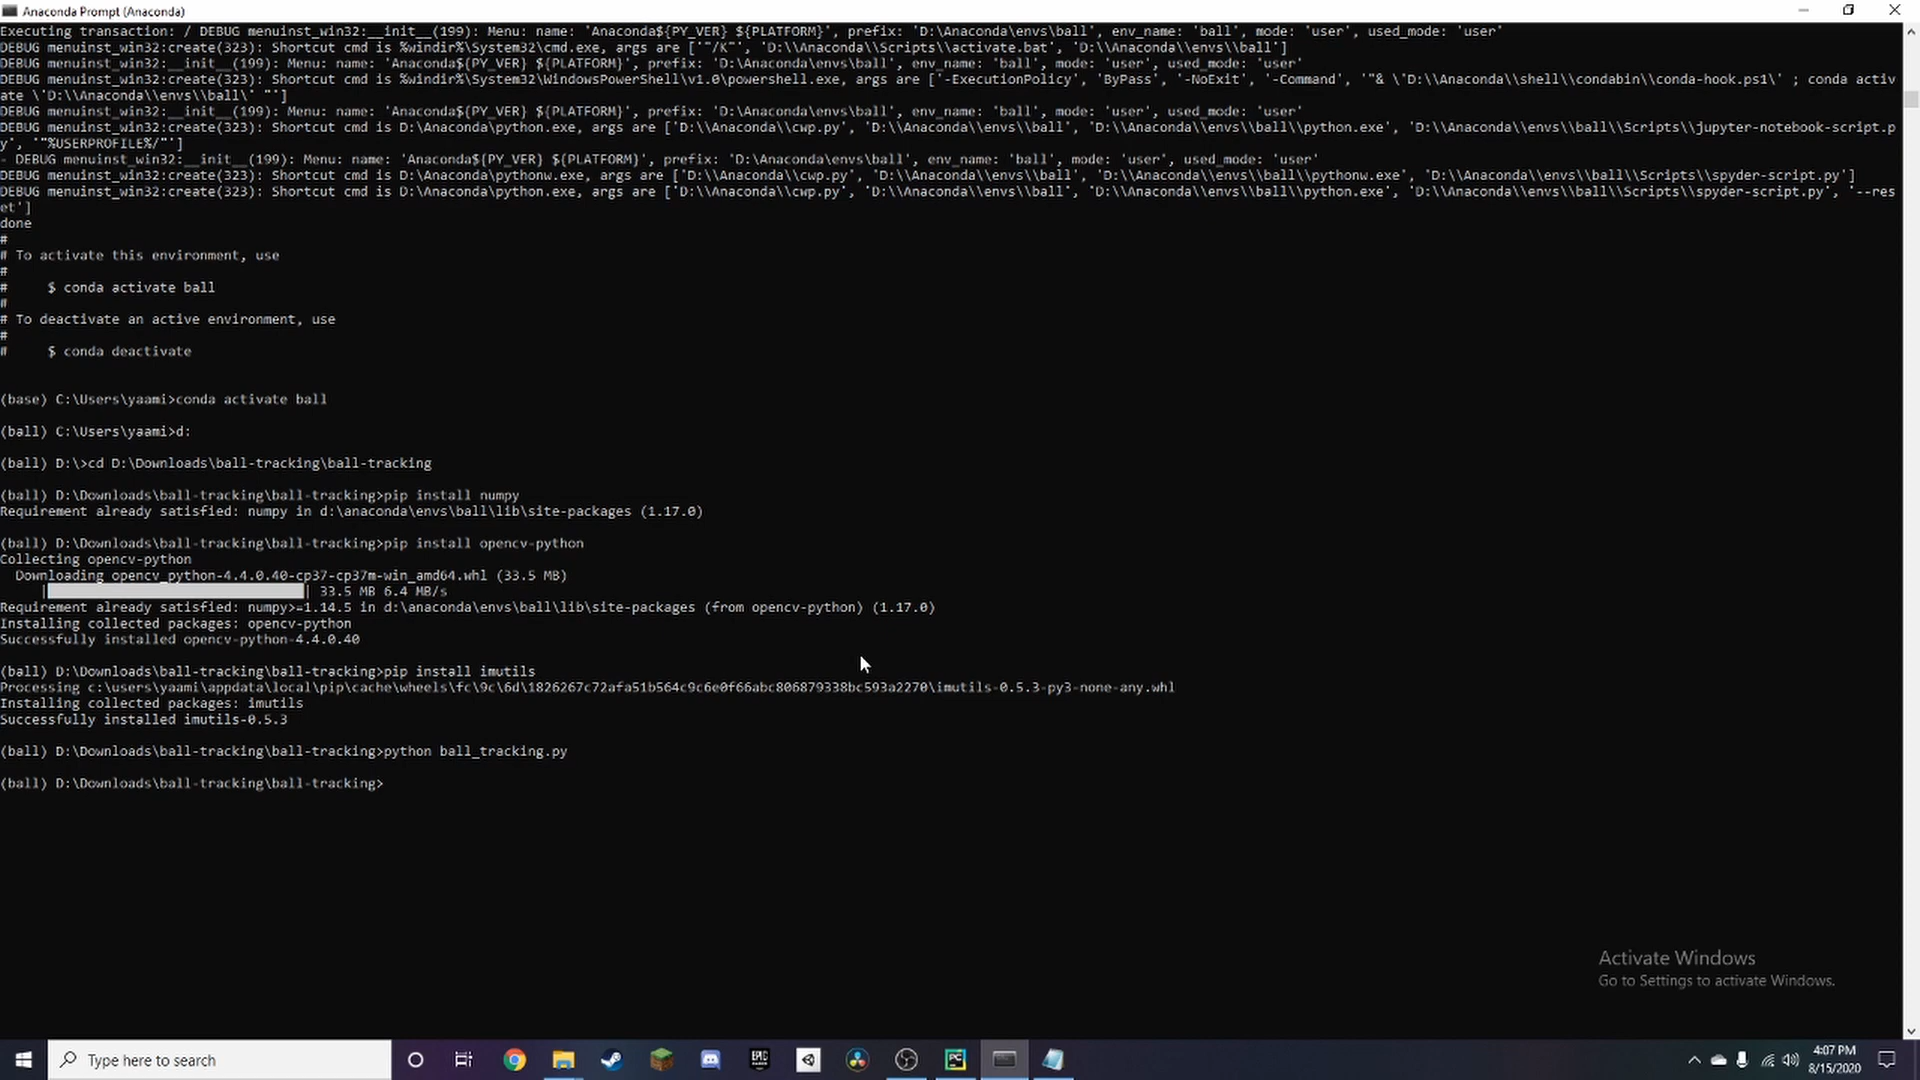 Anaconda Prompt (Anaconda)
Executing transaction: / DEBUG menuinst_win32:__init__(199): Menu: name: 'Anaconda${PY_VER} ${PLATFORM}', prefix: 'D:\Anaconda\envs\ball', env_name: 'ball', mode: 'user', used_mode: 'user'
DEBUG menuinst_win32:create(323): Shortcut cmd is %windir%\System32\cmd.exe, args are ['"/K"', 'D:\\Anaconda\\Scripts\\activate.bat', 'D:\\Anaconda\\envs\\ball']
DEBUG menuinst_win32:__init__(199): Menu: name: 'Anaconda${PY_VER} ${PLATFORM}', prefix: 'D:\Anaconda\envs\ball', env_name: 'ball', mode: 'user', used_mode: 'user'
DEBUG menuinst_win32:create(323): Shortcut cmd is %windir%\System32\WindowsPowerShell\v1.0\powershell.exe, args are ['-ExecutionPolicy', 'ByPass', '-NoExit', '-Command', '"& \'D:\\Anaconda\\shell\\condabin\\conda-hook.ps1\' ; conda activ
ate \'D:\\Anaconda\\envs\\ball\' "']
DEBUG menuinst_win32:__init__(199): Menu: name: 'Anaconda${PY_VER} ${PLATFORM}', prefix: 'D:\Anaconda\envs\ball', env_name: 'ball', mode: 'user', used_mode: 'user'
DEBUG menuinst_win32:create(323): Shortcut cmd is D:\Anaconda\python.exe, args are ['D:\\Anaconda\\cwp.py', 'D:\\Anaconda\\envs\\ball', 'D:\\Anaconda\\envs\\ball\\python.exe', 'D:\\Anaconda\\envs\\ball\\Scripts\\jupyter-notebook-script.p
y', '"%USERPROFILE%/"']
- DEBUG menuinst_win32:__init__(199): Menu: name: 'Anaconda${PY_VER} ${PLATFORM}', prefix: 'D:\Anaconda\envs\ball', env_name: 'ball', mode: 'user', used_mode: 'user'
DEBUG menuinst_win32:create(323): Shortcut cmd is D:\Anaconda\pythonw.exe, args are ['D:\\Anaconda\\cwp.py', 'D:\\Anaconda\\envs\\ball', 'D:\\Anaconda\\envs\\ball\\pythonw.exe', 'D:\\Anaconda\\envs\\ball\\Scripts\\spyder-script.py']
DEBUG menuinst_win32:create(323): Shortcut cmd is D:\Anaconda\python.exe, args are ['D:\\Anaconda\\cwp.py', 'D:\\Anaconda\\envs\\ball', 'D:\\Anaconda\\envs\\ball\\python.exe', 'D:\\Anaconda\\envs\\ball\\Scripts\\spyder-script.py', '--res
et']
done
#
# To activate this environment, use
#
#     $ conda activate ball
#
# To deactivate an active environment, use
#
#     $ conda deactivate
(base) C:\Users\yaami>conda activate ball
(ball) C:\Users\yaami>d:
(ball) D:\>cd D:\Downloads\ball-tracking\ball-tracking
(ball) D:\Downloads\ball-tracking\ball-tracking>pip install numpy
Requirement already satisfied: numpy in d:\anaconda\envs\ball\lib\site-packages (1.17.0)
(ball) D:\Downloads\ball-tracking\ball-tracking>pip install opencv-python
Collecting opencv-python
Downloading opencv_python-4.4.0.40-cp37-cp37m-win_amd64.whl (33.5 MB)
| | 33.5 MB 6.4 MB/s
Requirement already satisfied: numpy>=1.14.5 in d:\anaconda\envs\ball\lib\site-packages (from opencv-python) (1.17.0)
Installing collected packages: opencv-python
Successfully installed opencv-python-4.4.0.40
(ball) D:\Downloads\ball-tracking\ball-tracking>pip install imutils
Processing c:\users\yaami\appdata\local\pip\cache\wheels\fc\9c\6d\1826267c72afa51b564c9c6e0f66abc806879338bc593a2270\imutils-0.5.3-py3-none-any.whl
Installing collected packages: imutils
Successfully installed imutils-0.5.3
(ball) D:\Downloads\ball-tracking\ball-tracking>python ball_tracking.py
(ball) D:\Downloads\ball-tracking\ball-tracking>
Activate Windows
Go to Settings to activate Windows.
Type here to search
EPIC
PC
4:07 PM
8/15/2020